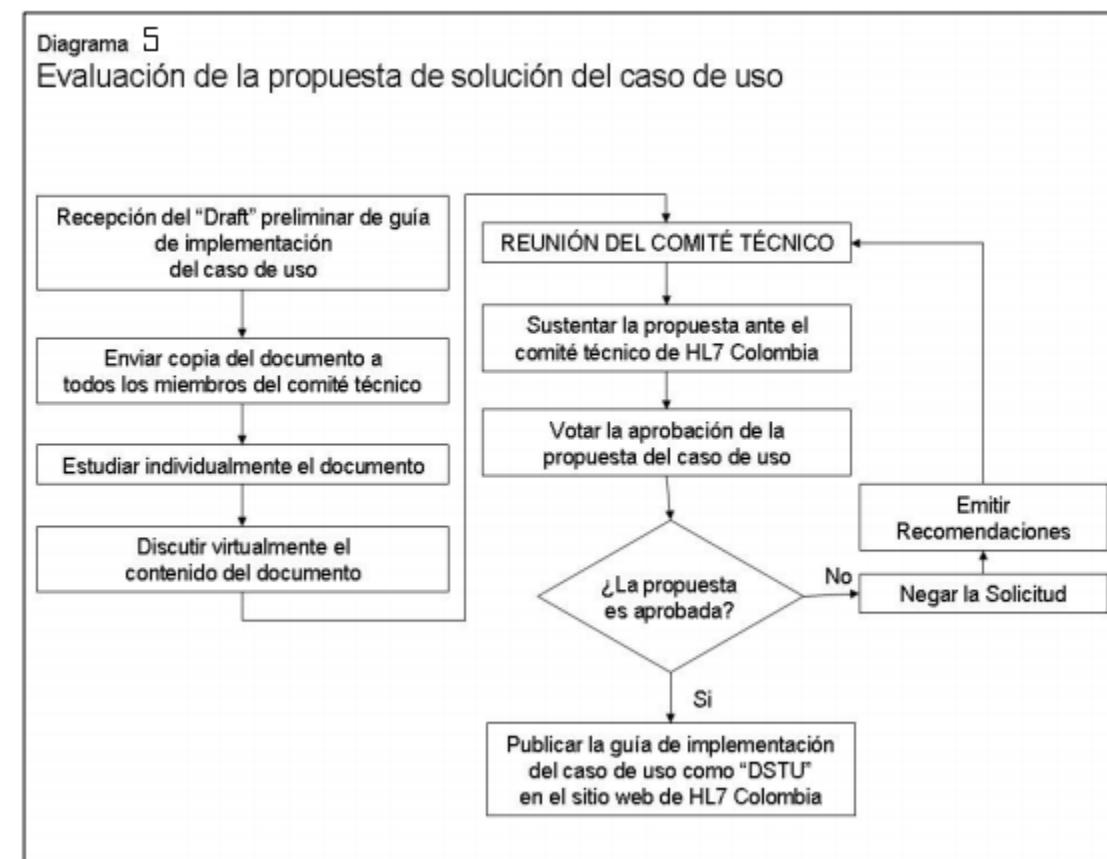 Diagrama 5
Evaluación de la propuesta de solución del caso de uso
Recepción del “Draft” preliminar de guía
de implementación
del caso de uso
Enviar copia del documento a
todos los miembros del comité técnico
Estudiar individualmente el documento
Discutir virtualmente el
contenido del documento
REUNIÓN DEL COMITÉ TÉCNICO
Sustentar la propuesta ante el
comité técnico de HL7 Colombia
Votar la aprobación de la
propuesta del caso de uso
¿La propuesta
es aprobada?
No
Negar la Solicitud
Emitir
Recomendaciones
Si
Publicar la guía de implementación
del caso de uso como “DSTU”
en el sitio web de HL7 Colombia